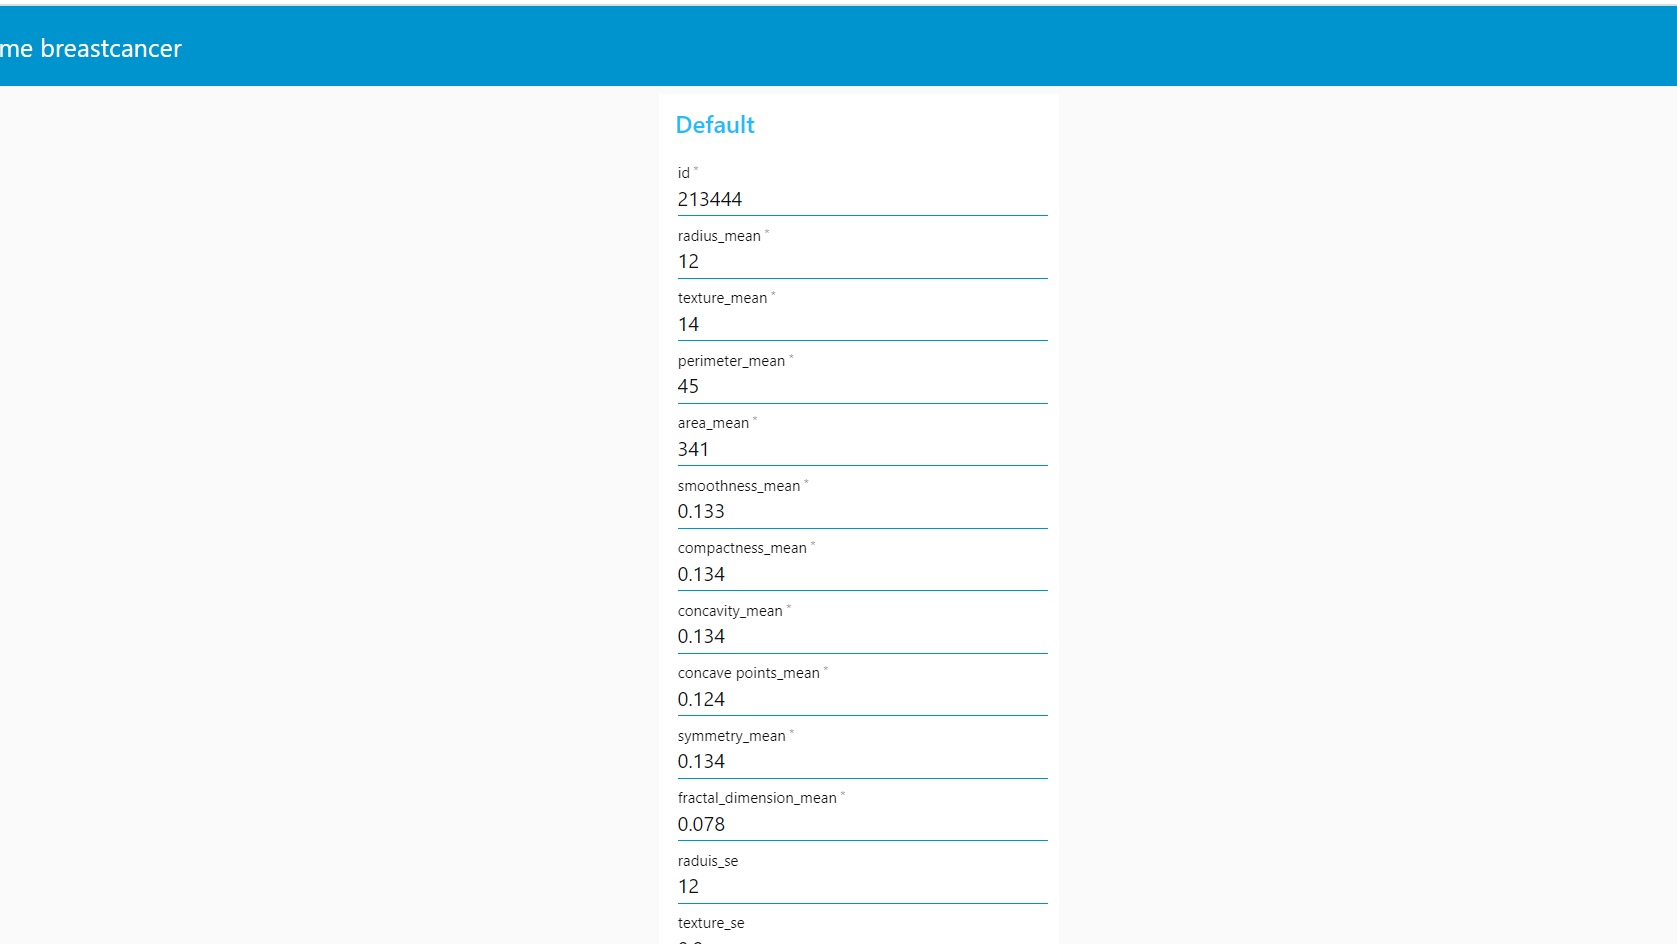 me breastcancer
Default
id *
213444
radius_mean *
12
texture_mean *
14
perimeter_mean *
45
area_mean *
341
smoothness_mean *
0.133
compactness_mean *
0.134
concavity_mean *
0.134
concave points_mean *
0.124
symmetry_mean *
0.134
fractal_dimension_mean *
0.078
raduis_se
12
texture_se